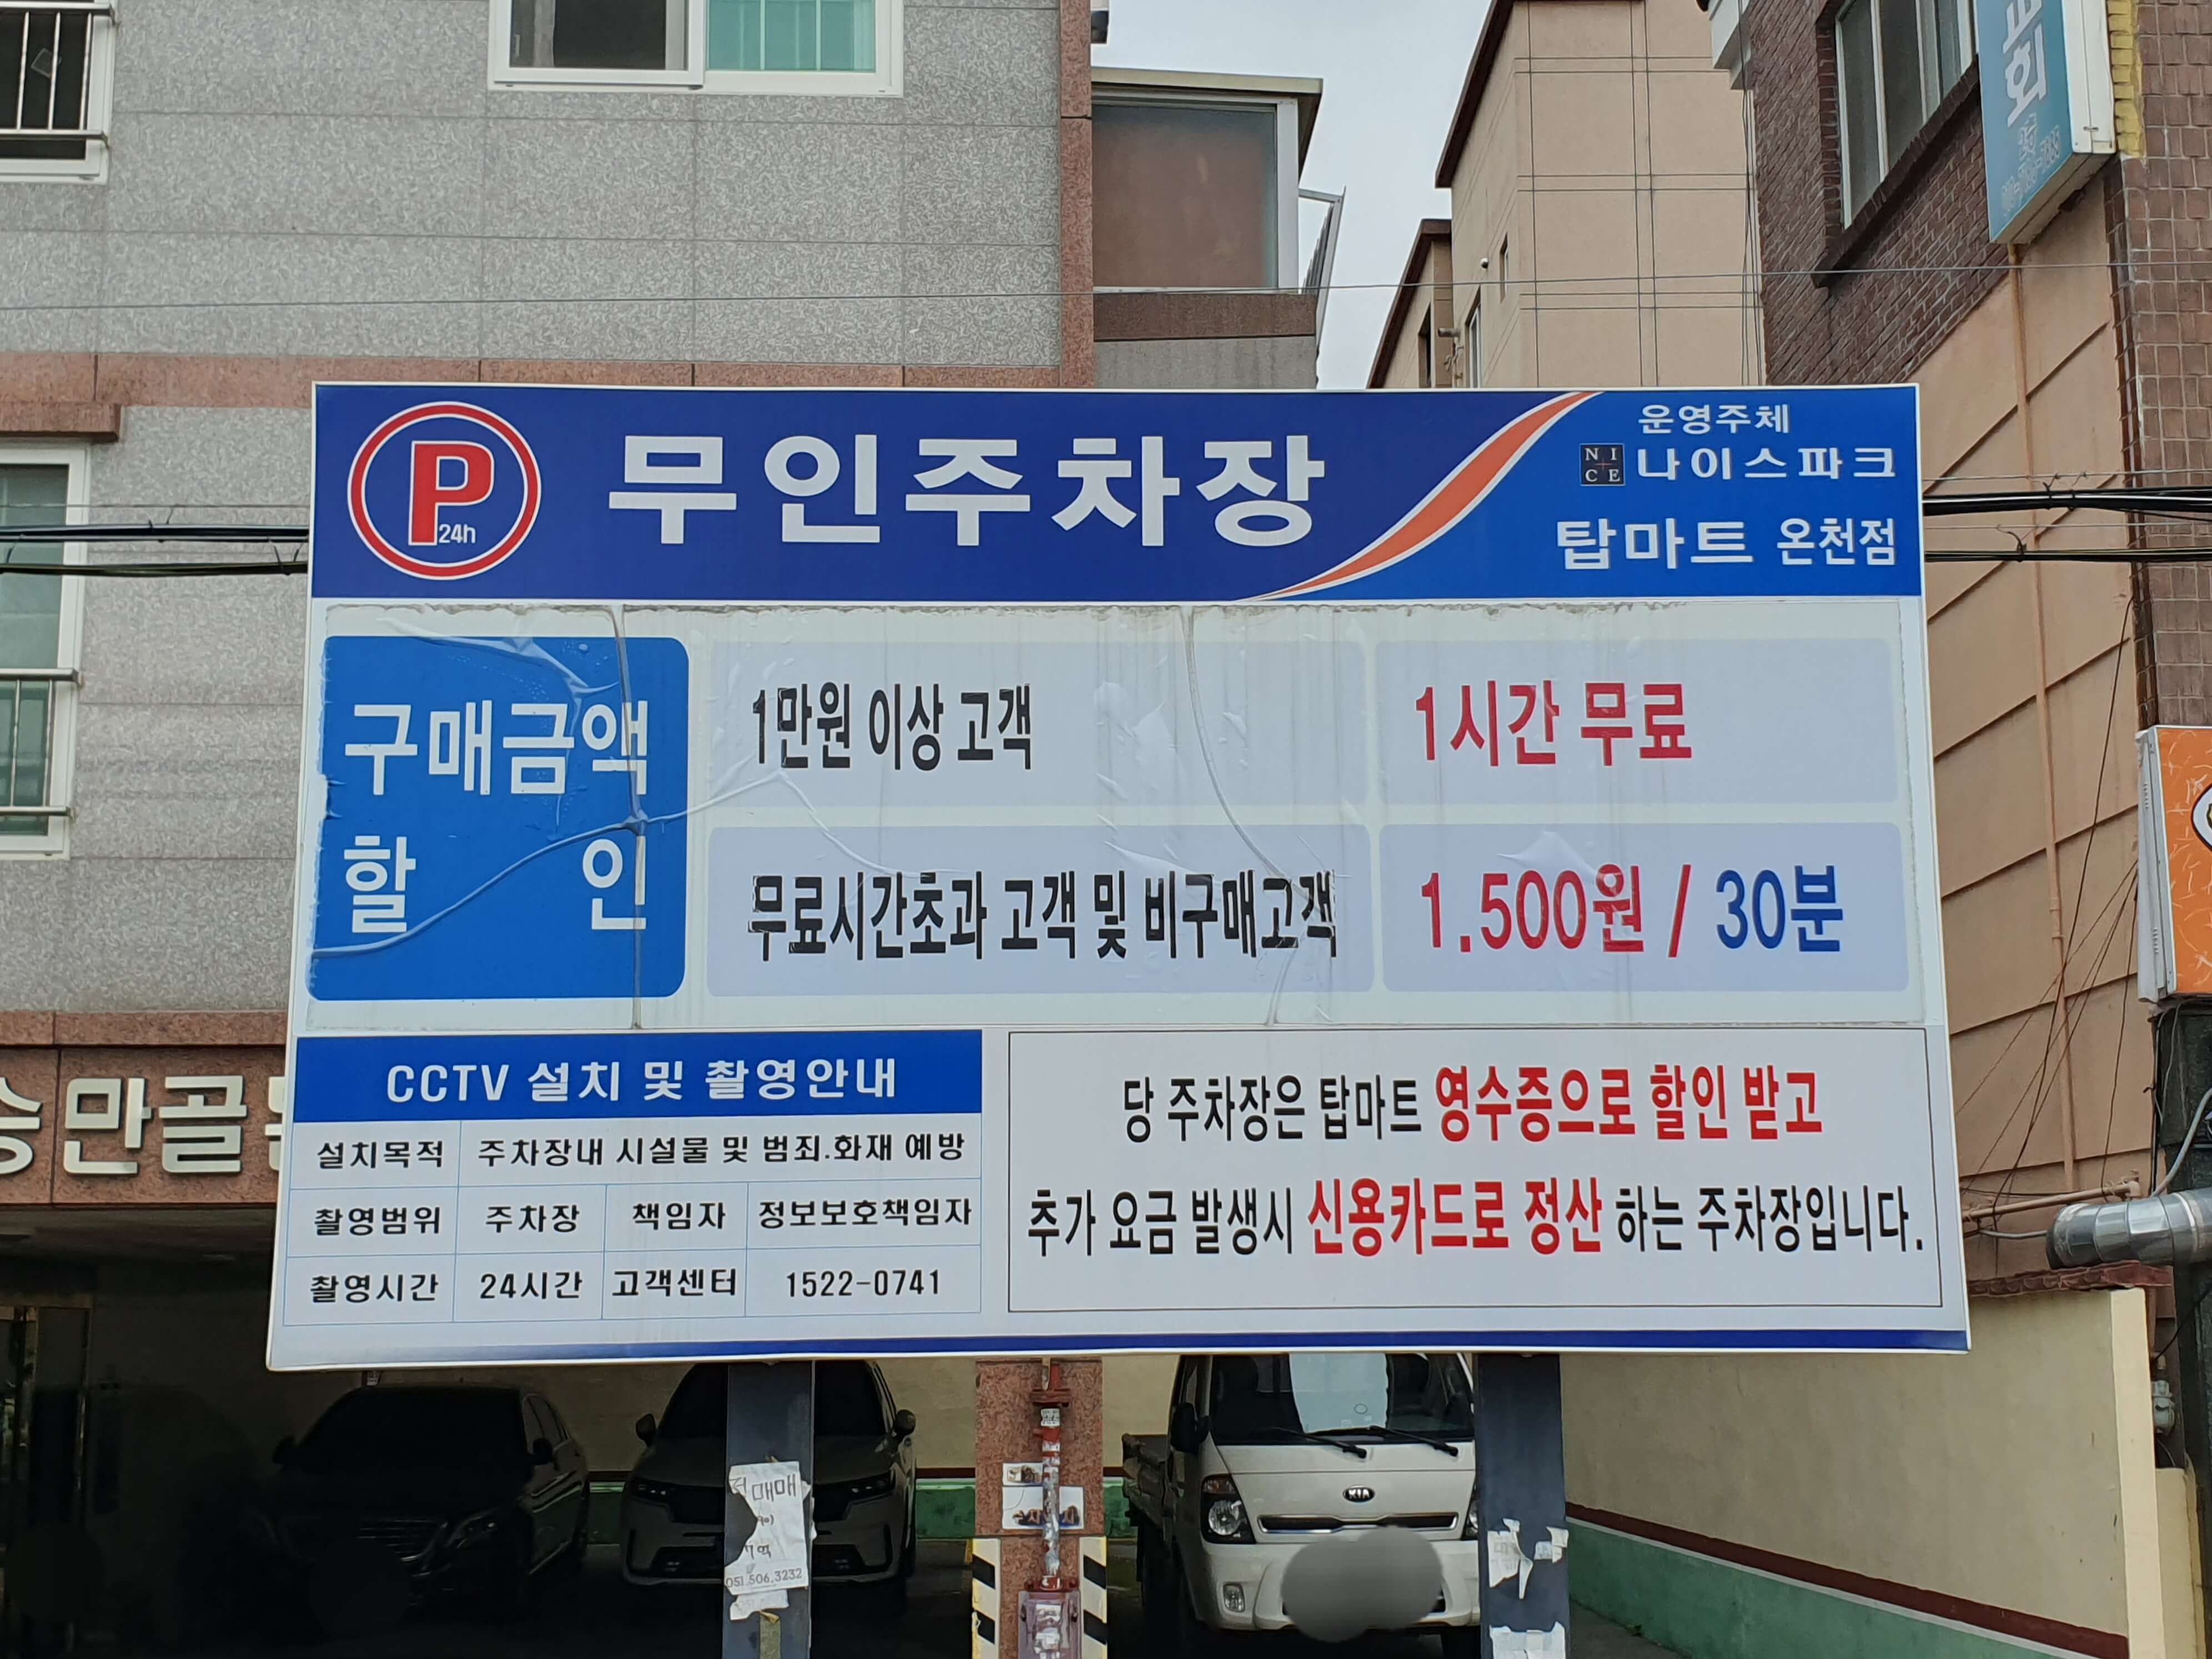 교회
P
24h
무인주차장
운영주체
NI
CE
나이스파크
탑마트 온천점
구매금액
할인
1만원 이상 고객
1시간 무료
무료시간초과 고객 및 비구매고객
1.500원 / 30분
CCTV 설치 및 촬영안내
설치목적 주차장내 시설물 및 범죄.화재 예방
촬영범위 주차장 책임자 정보보호책임자
촬영시간 24시간 고객센터 1522-0741
당 주차장은 탑마트 영수증으로 할인 받고
추가 요금 발생시 신용카드로 정산 하는 주차장입니다.
승만골
KIA
매매
051.506.3232